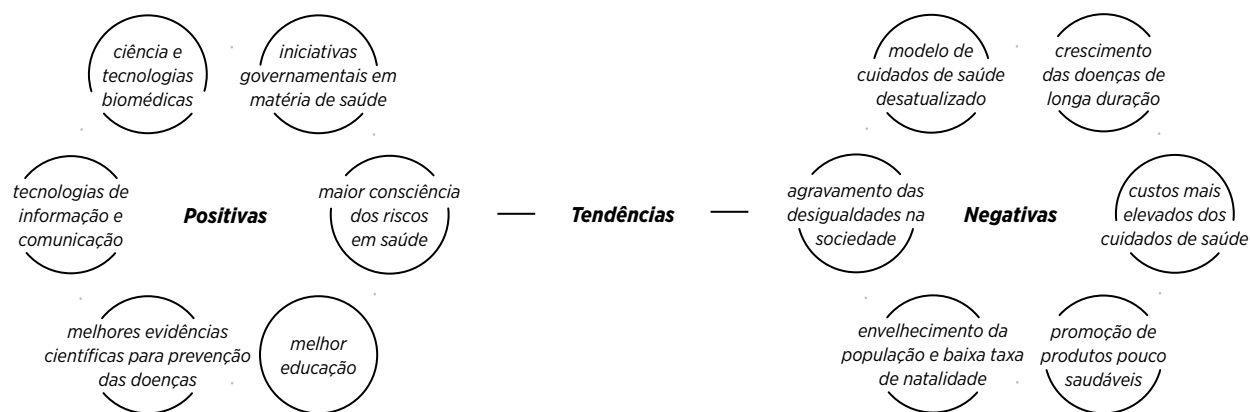 ciência e
tecnologias
biomédicas
iniciativas
governamentais em
matéria de saúde
tecnologias de
informação e
comunicação
Positivas
maior consciência
dos riscos
em saúde
melhores evidências
científicas para prevenção
das doenças
melhor
educação
Tendências
modelo de
cuidados de saúde
desatualizado
crescimento
das doenças de
longa duração
agravamento das
desigualdades na
sociedade
Negativas
custos mais
elevados dos
cuidados de saúde
envelhecimento da
população e baixa taxa
de natalidade
promoção de
produtos pouco
saudáveis